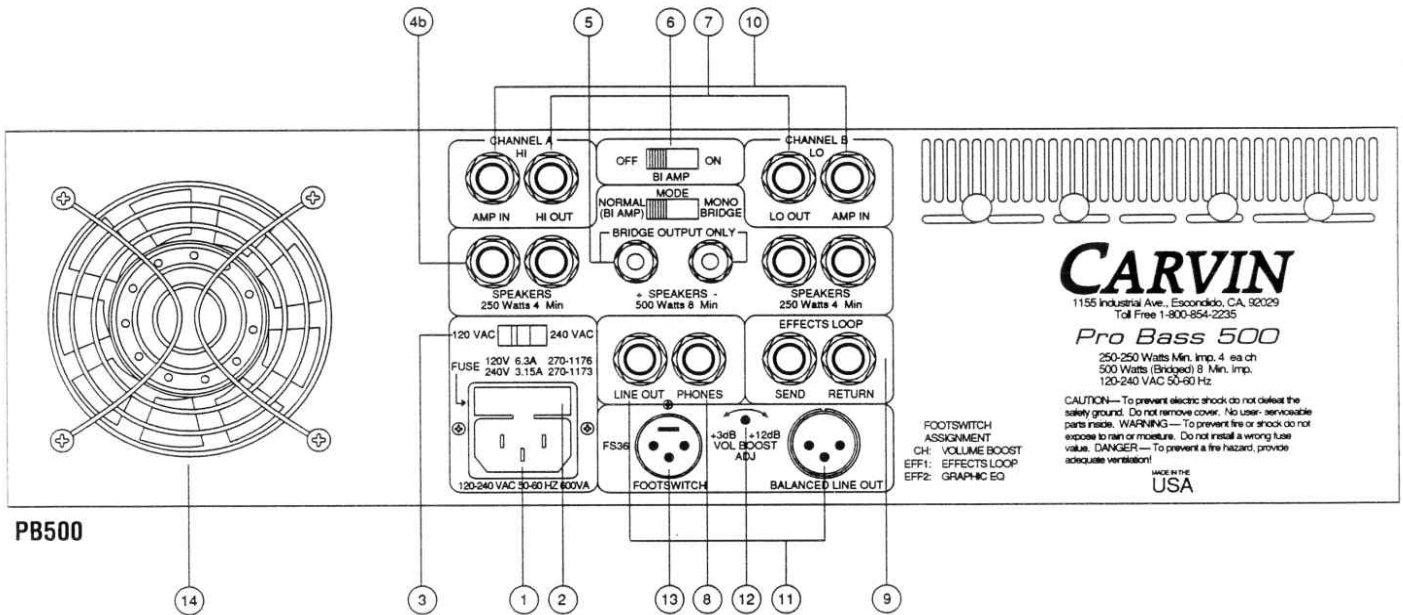 4b
5
6
7
10
CHANNEL A
HI
AMP IN
HI OUT
OFF
ON
BI AMP
MODE
NORMAL
(BI AMP)
MONO
BRIDGE
CHANNEL B
LO
LO OUT
AMP IN
BRIDGE OUTPUT ONLY
SPEAKERS
250 Watts 4 Min
+ SPEAKERS -
500 Watts 8 Min
SPEAKERS
250 Watts 4 Min
120 VAC
240 VAC
FUSE
120V 6.3A 270-1176
240V 3.15A 270-1173
120-240 VAC 50-60 HZ 600VA
LINE OUT
PHONES
EFFECTS LOOP
SEND
RETURN
FS36
FOOTSWITCH
+3dB
+12dB
VOL BOOST
ADJ
BALANCED LINE OUT
FOOTSWITCH
ASSIGNMENT
CH: VOLUME BOOST
EFF1: EFFECTS LOOP
EFF2: GRAPHIC EQ
CARVIN
1155 Industrial Ave., Escondido, CA, 92029
Toll Free 1-800-854-2235
Pro Bass 500
250-250 Watts Min. Imp. 4 ea ch
500 Watts (Bridged) 8 Min. Imp.
120-240 VAC 50-60 Hz
CAUTION— To prevent electric shock do not defeat the
safety ground. Do not remove cover. No user- serviceable
parts inside. WARNING — To prevent fire or shock do not
expose to rain or moisture. Do not install a wrong fuse
value. DANGER — To prevent a fire hazard, provide
adequate ventilation!
MADE IN THE
USA
PB500
14
3
1
2
13
8
12
11
9